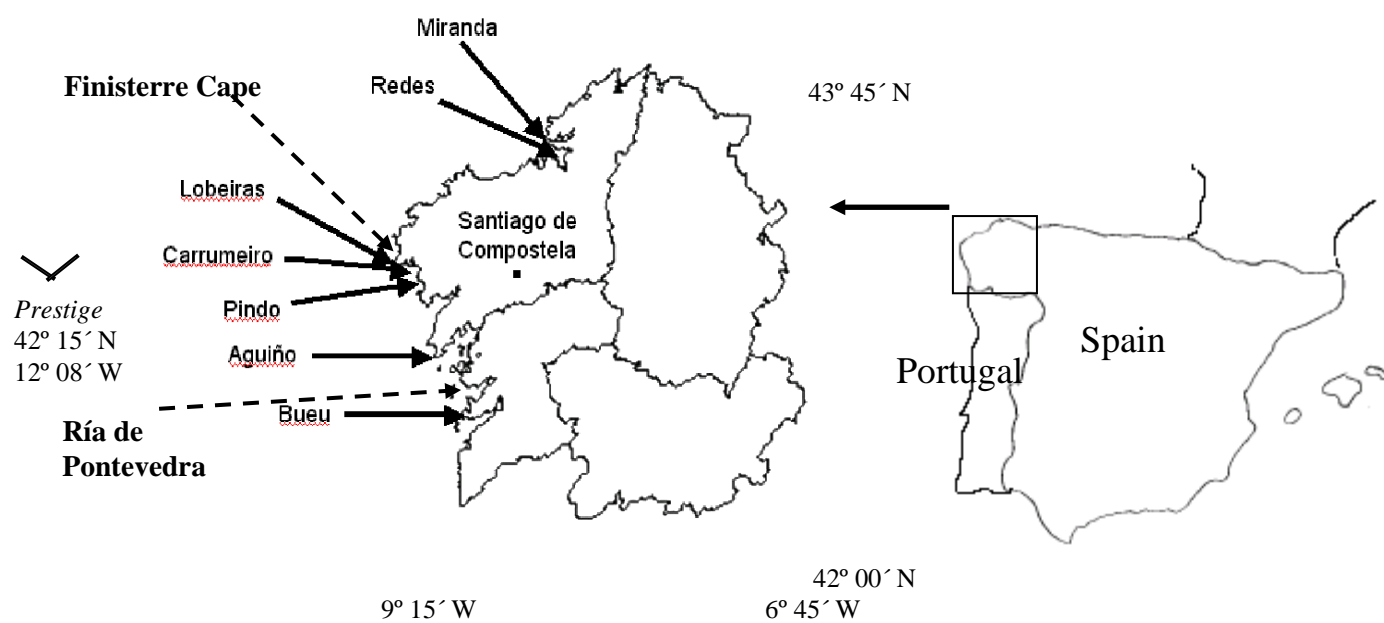 Miranda
Finisterre Cape
Redes
43º 45´ N
Lobeiras
Santiago de
Compostela
Carrumeiro
Prestige
42º 15´ N
12º 08´ W
Pindo
Aguiño
Portugal
Spain
Bueu
Ría de
Pontevedra
42º 00´ N
9º 15´ W
6º 45´ W